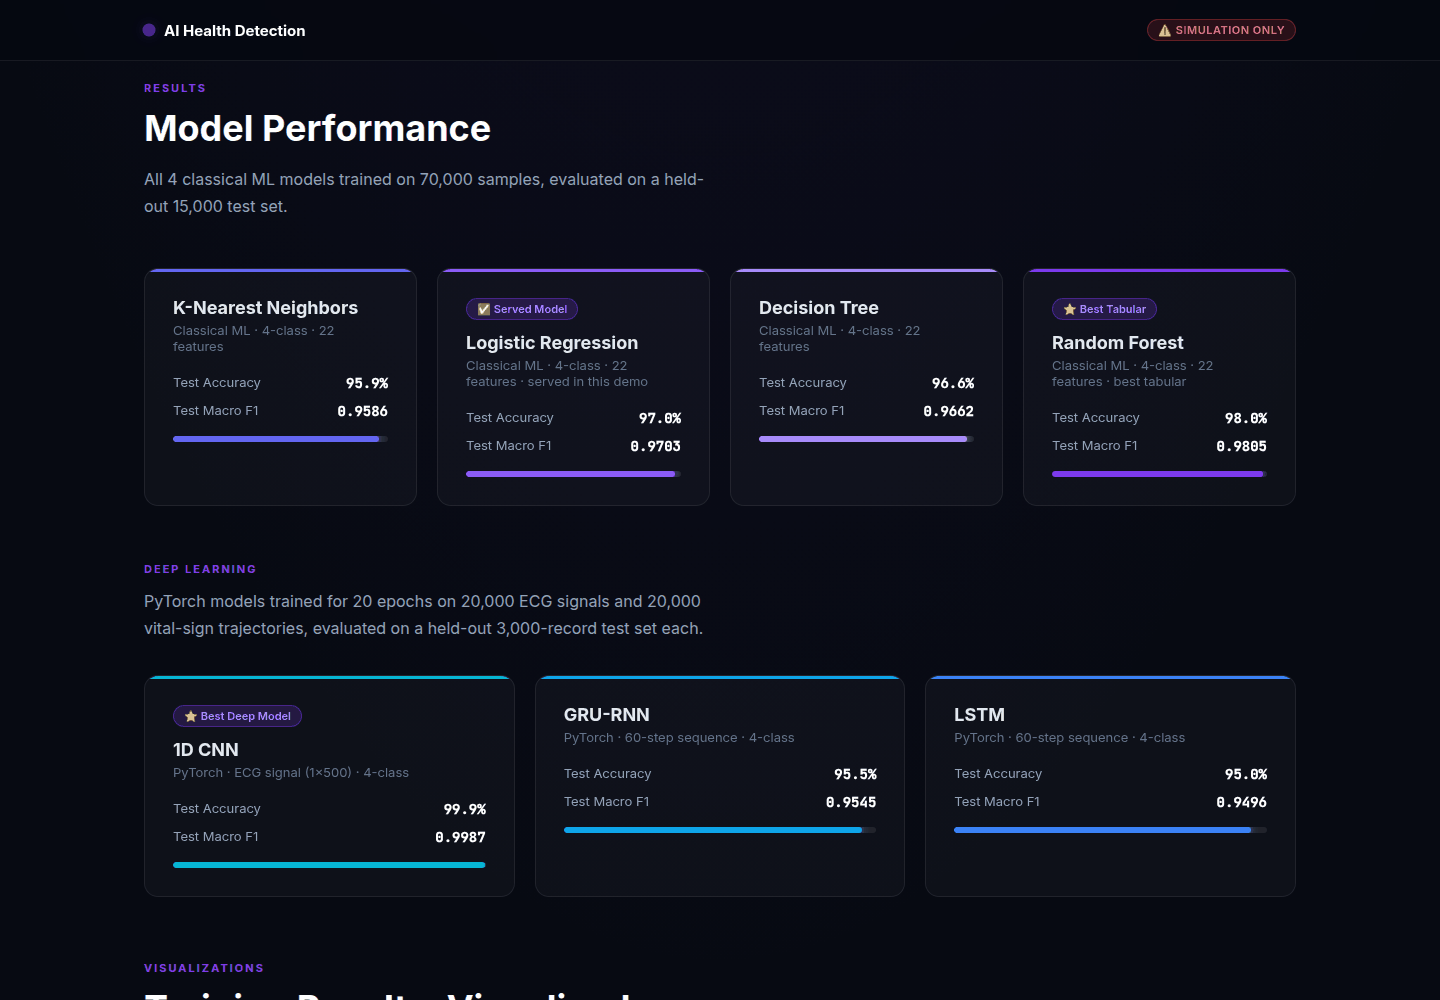 AI Health Detection
⚠️ SIMULATION ONLY
RESULTS
Model Performance
All 4 classical ML models trained on 70,000 samples, evaluated on a held-
out 15,000 test set.
K-Nearest Neighbors
Classical ML · 4-class · 22
features
Test Accuracy 95.9%
Test Macro F1 0.9586
✅ Served Model
Logistic Regression
Classical ML · 4-class · 22
features · served in this demo
Test Accuracy 97.0%
Test Macro F1 0.9703
Decision Tree
Classical ML · 4-class · 22
features
Test Accuracy 96.6%
Test Macro F1 0.9662
⭐ Best Tabular
Random Forest
Classical ML · 4-class · 22
features · best tabular
Test Accuracy 98.0%
Test Macro F1 0.9805
DEEP LEARNING
PyTorch models trained for 20 epochs on 20,000 ECG signals and 20,000
vital-sign trajectories, evaluated on a held-out 3,000-record test set each.
⭐ Best Deep Model
1D CNN
PyTorch · ECG signal (1×500) · 4-class
Test Accuracy 99.9%
Test Macro F1 0.9987
GRU-RNN
PyTorch · 60-step sequence · 4-class
Test Accuracy 95.5%
Test Macro F1 0.9545
LSTM
PyTorch · 60-step sequence · 4-class
Test Accuracy 95.0%
Test Macro F1 0.9496
VISUALIZATIONS